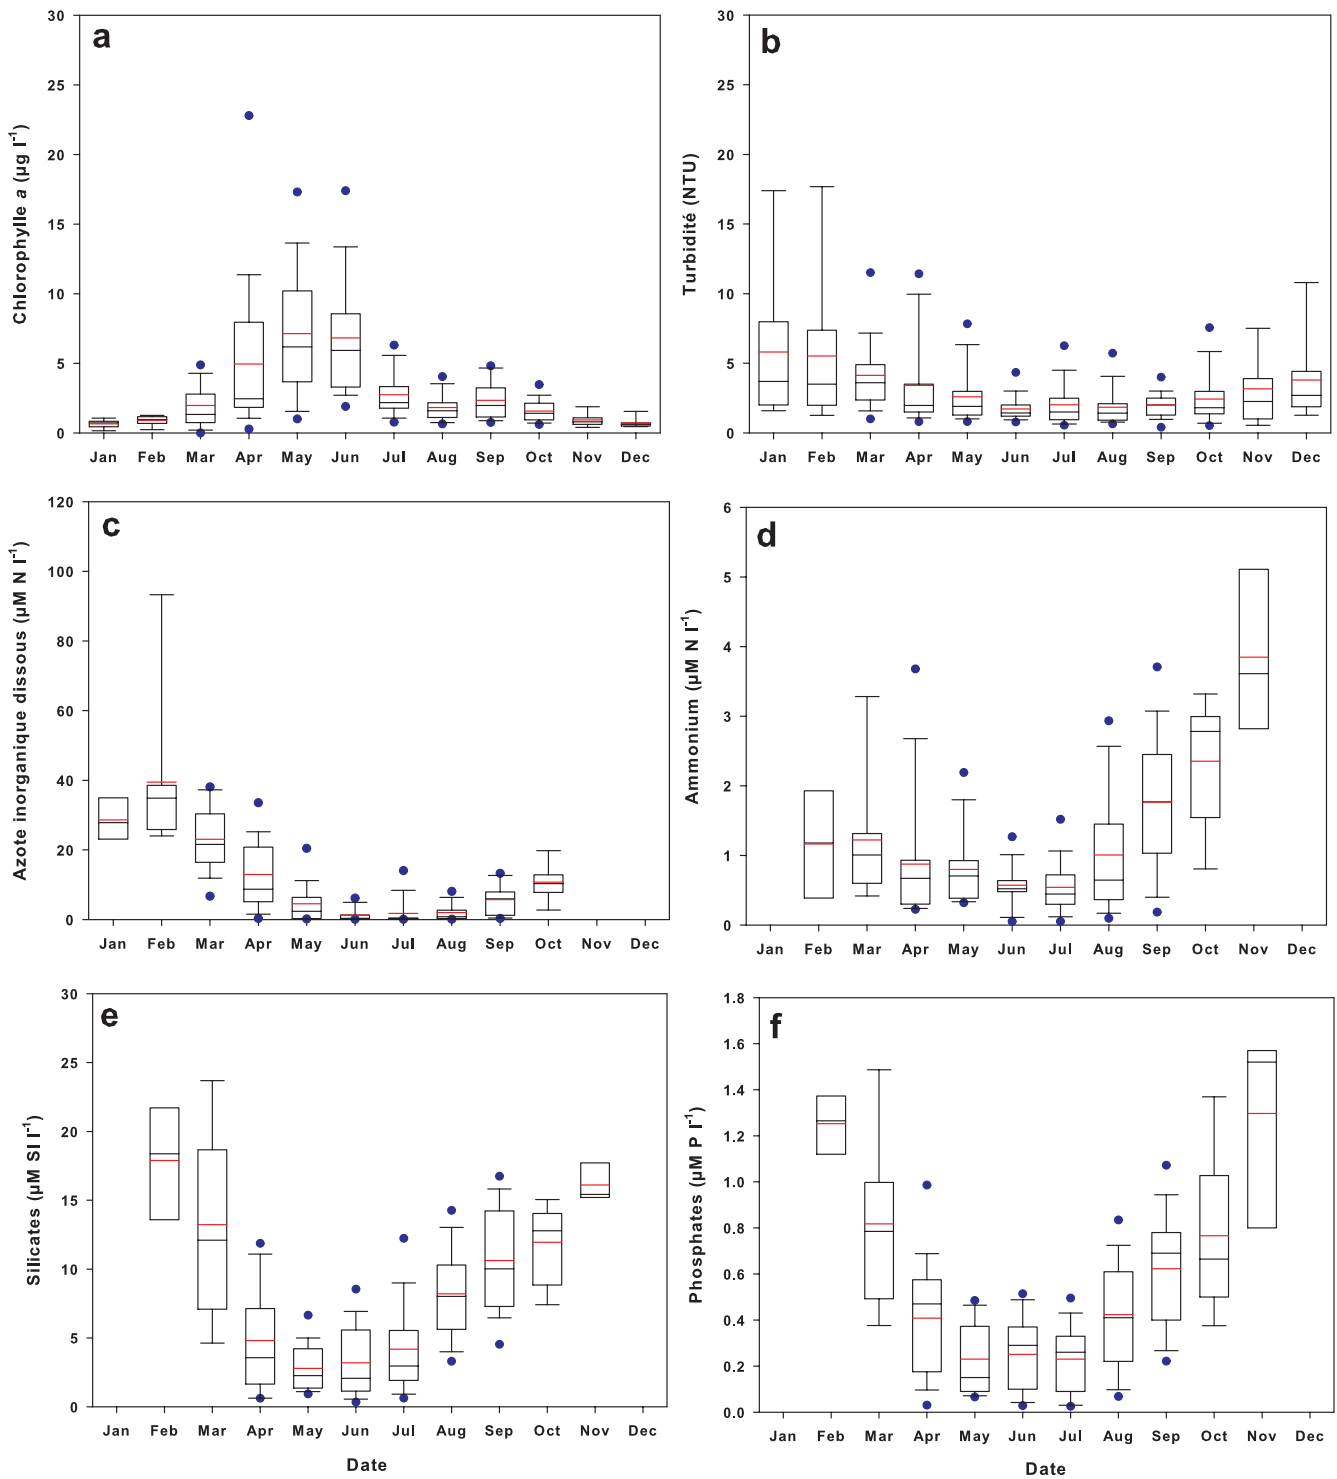 a
Chlorophylle a (µg l-1)
30
25
20
15
10
5
0
Jan Feb Mar Apr May Jun Jul Aug Sep Oct Nov Dec
b
Turbidité (NTU)
30
25
20
15
10
5
0
Jan Feb Mar Apr May Jun Jul Aug Sep Oct Nov Dec
c
Azote inorganique dissous (µM N l-1)
120
100
80
60
40
20
0
Jan Feb Mar Apr May Jun Jul Aug Sep Oct Nov Dec
d
Ammonium (µM N l-1)
6
5
4
3
2
1
0
Jan Feb Mar Apr May Jun Jul Aug Sep Oct Nov Dec
e
Silicates (µM SI l-1)
30
25
20
15
10
5
0
Jan Feb Mar Apr May Jun Jul Aug Sep Oct Nov Dec
Date
f
Phosphates (µM P l-1)
1.8
1.6
1.4
1.2
1.0
0.8
0.6
0.4
0.2
0.0
Jan Feb Mar Apr May Jun Jul Aug Sep Oct Nov Dec
Date